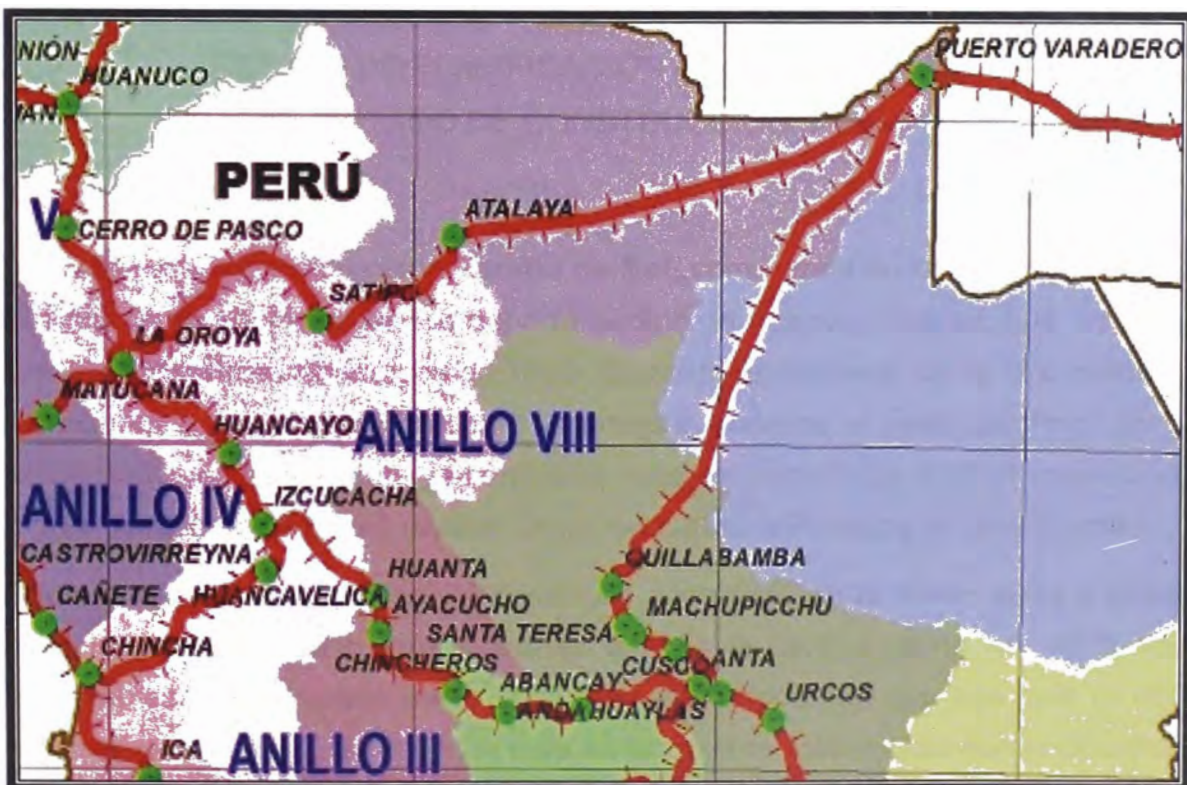 PUERTO VARADERO
NIÓN
HUANUCO
PERÚ
V
CERRO DE PASCO
ATALAYA
SATIPO
LA OROYA
MATUCANA
HUANCAYO
ANILLO VIII
ANILLO IV
IZCUCACHA
CASTROVIRREYNA
HUANTA
QUILLABAMBA
CAÑETE
HUANCAVELICA
AYACUCHO
MACHUPICCHU
SANTA TERESA
CHINCHA
CHINCHEROS
CUSCO
ANTA
ABANCAY
URCOS
ANDAHUAYLAS
ICA
ANILLO III